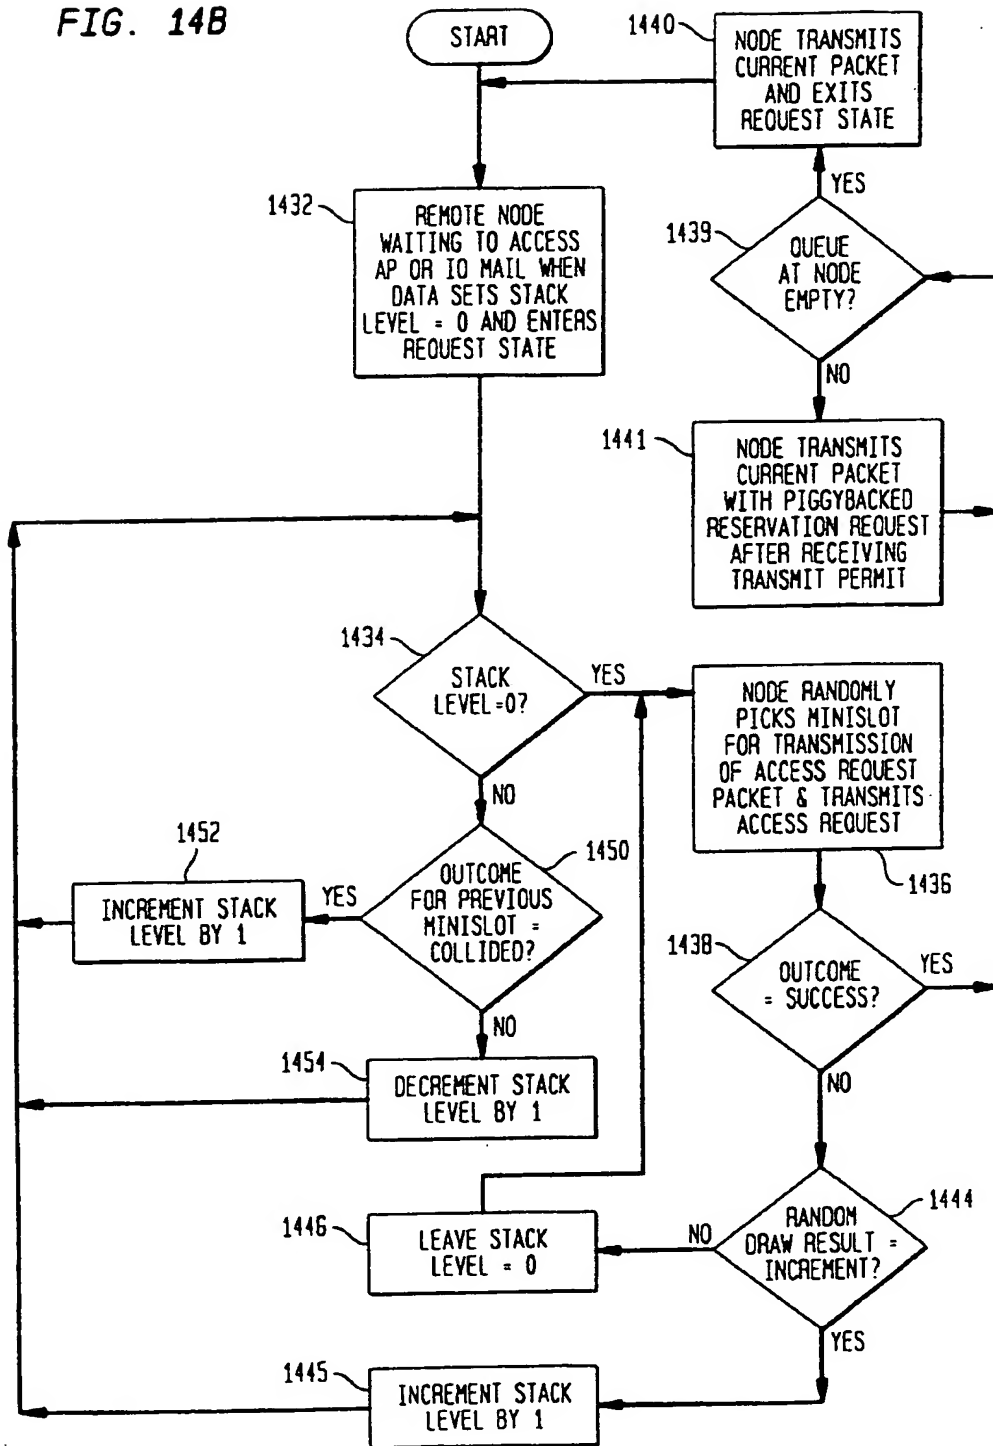 FIG. 14B
START
1440
NODE TRANSMITS
CURRENT PACKET
AND EXITS
REQUEST STATE
YES
1432
REMOTE NODE
WAITING TO ACCESS
AP OR IO MAIL WHEN
DATA SETS STACK
LEVEL = 0 AND ENTERS
REQUEST STATE
1439
QUEUE
AT NODE
EMPTY?
NO
1441
NODE TRANSMITS
CURRENT PACKET
WITH PIGGYBACKED
RESERVATION REQUEST
AFTER RECEIVING
TRANSMIT PERMIT
1434
STACK
LEVEL=0?
YES
NO
NODE RANDOMLY
PICKS MINISLOT
FOR TRANSMISSION
OF ACCESS REQUEST
PACKET & TRANSMITS
ACCESS REQUEST
1436
1452
INCREMENT STACK
LEVEL BY 1
YES
1450
OUTCOME
FOR PREVIOUS
MINISLOT =
COLLIDED?
NO
1438
OUTCOME
= SUCCESS?
YES
NO
1454
DECREMENT STACK
LEVEL BY 1
1446
LEAVE STACK
LEVEL = 0
NO
1444
RANDOM
DRAW RESULT =
INCREMENT?
YES
1445
INCREMENT STACK
LEVEL BY 1